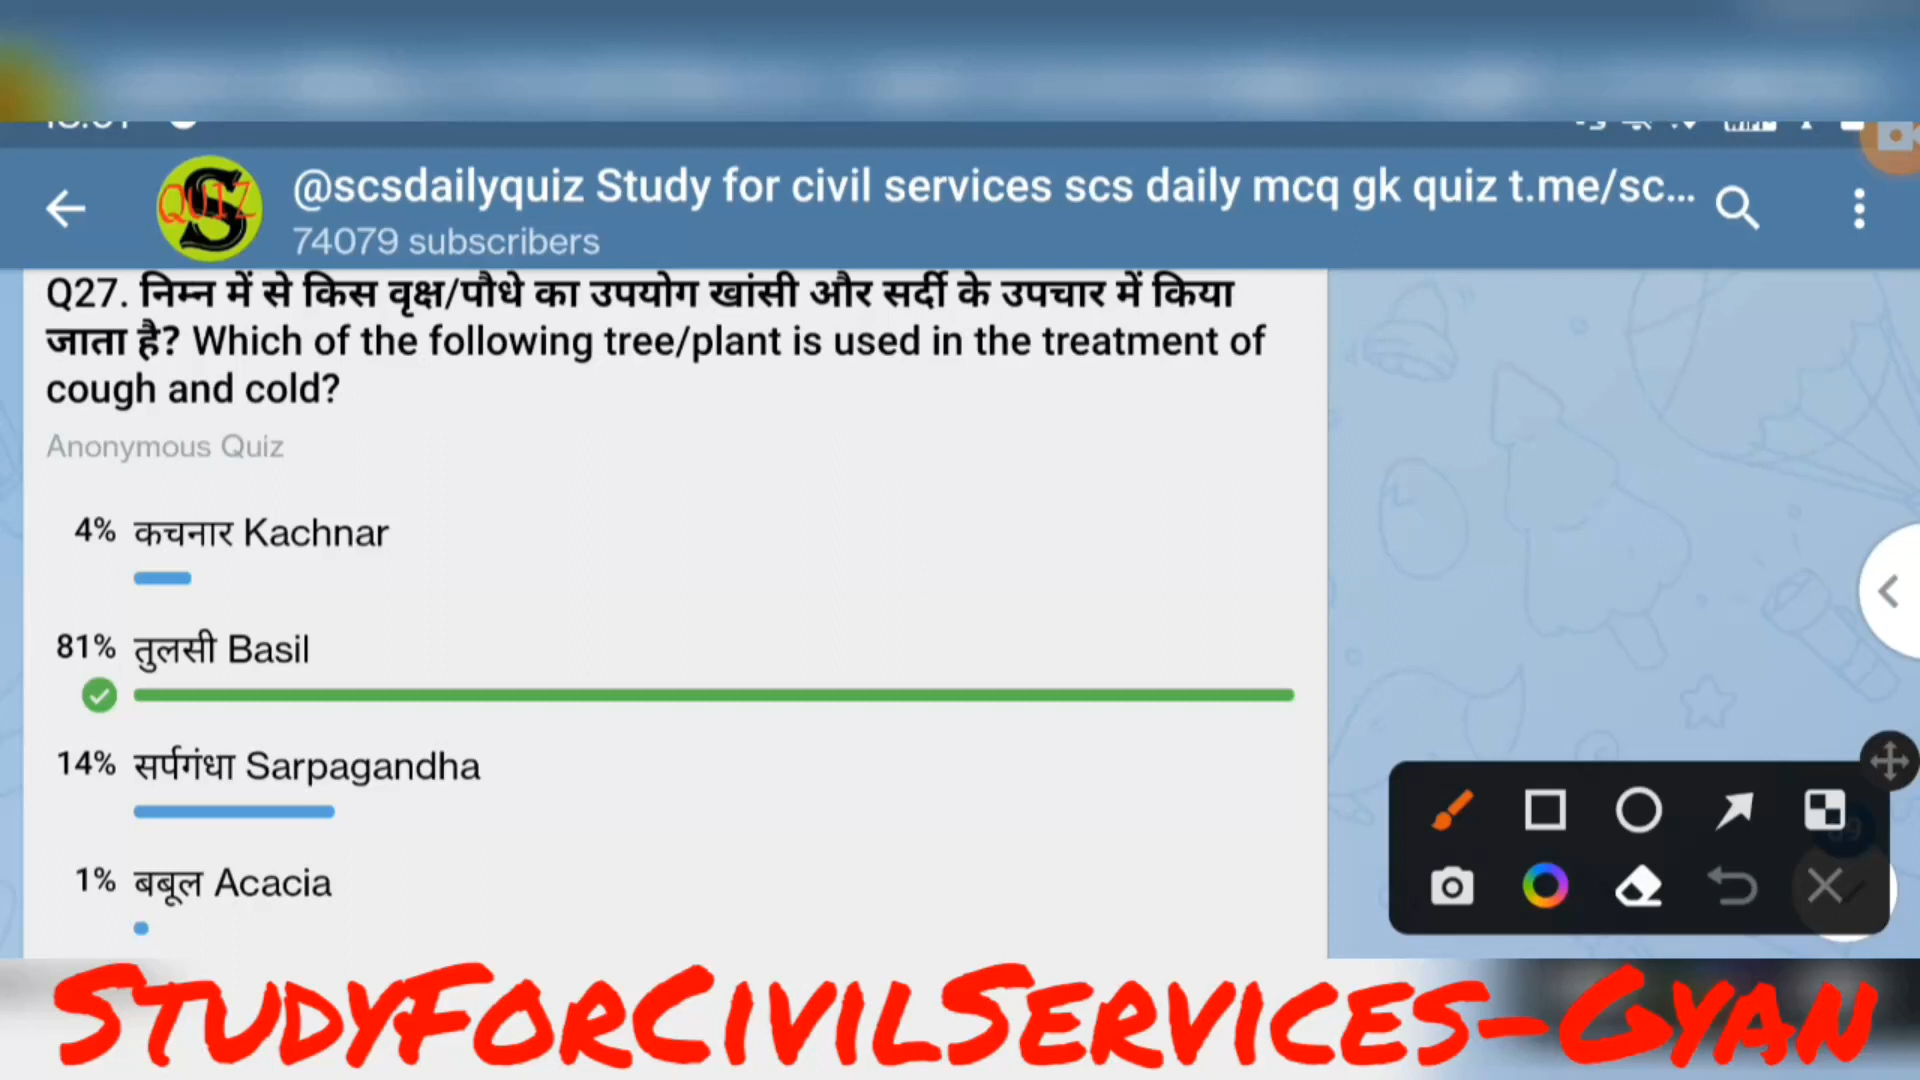 @scsdailyquiz Study for civil services scs daily mcq gk quiz t.me/sc...
74079 subscribers
Q27. निम्न में से किस वृक्ष/पौधे का उपयोग खांसी और सर्दी के उपचार में किया
जाता है? Which of the following tree/plant is used in the treatment of
cough and cold?
Anonymous Quiz
4% कचनार Kachnar
81% तुलसी Basil
14% सर्पगंधा Sarpagandha
1% बबूल Acacia
STUDYFORCIVILSERVICES-GYAN